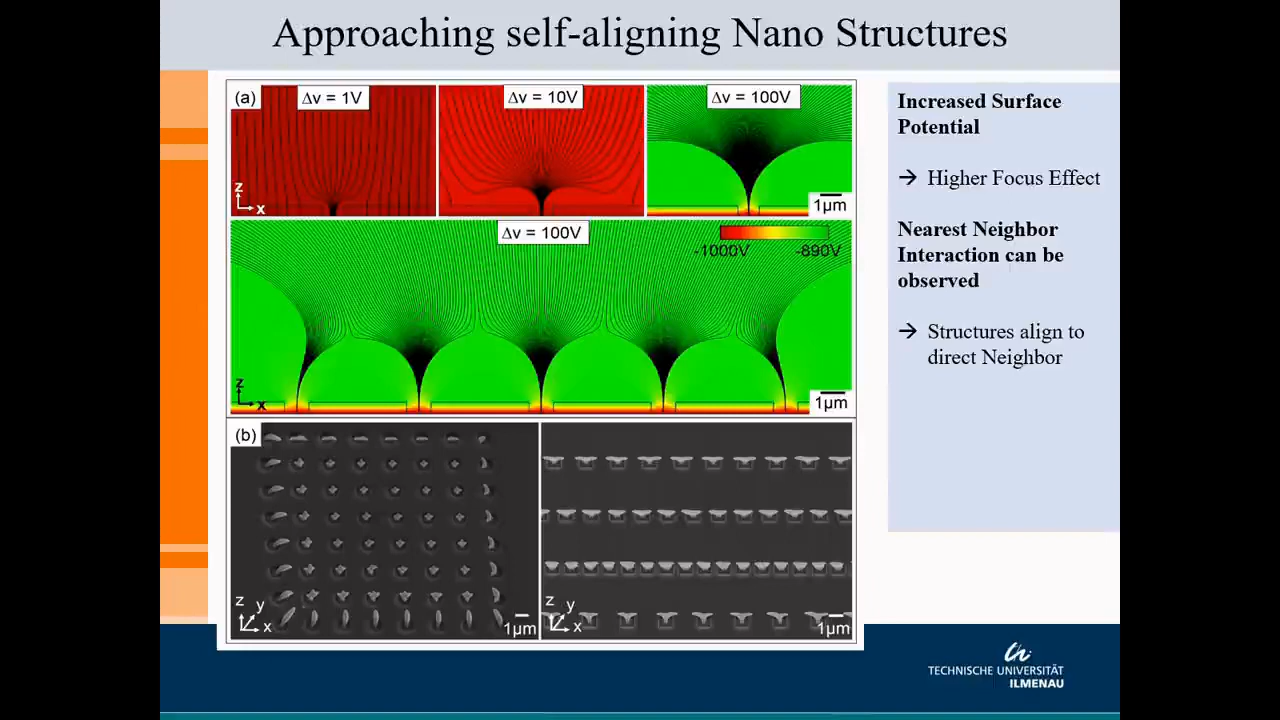 Approaching self-aligning Nano Structures
(a)
Δv = 1V
Δv = 10V
Δv = 100V
z
x
1μm
Δv = 100V
-1000V
-890V
z
x
1μm
(b)
z
y
x
1μm
z
y
x
1μm
Increased Surface
Potential
→ Higher Focus Effect
Nearest Neighbor
Interaction can be
observed
→ Structures align to
direct Neighbor
TECHNISCHE UNIVERSITÄT
ILMENAU